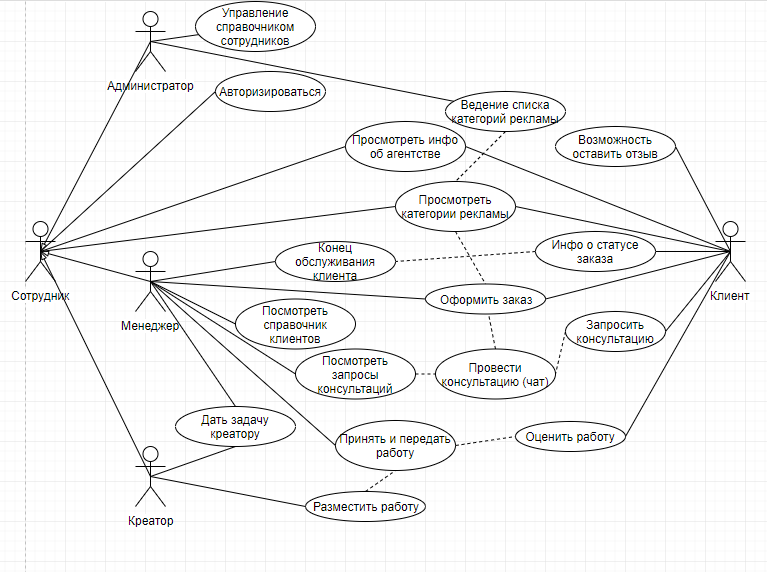 Управление
справочником
сотрудников
Администратор
Авторизироваться
Ведение списка
категорий рекламы
Просмотреть инфо
об агентстве
Возможность
оставить отзыв
Просмотреть
категории рекламы
Сотрудник
Конец
обслуживания
клиента
Инфо о статусе
заказа
Клиент
Менеджер
Оформить заказ
Посмотреть
справочник
клиентов
Запросить
консультацию
Посмотреть
запросы
консультаций
Провести
консультацию (чат)
Дать задачу
креатору
Принять и передать
работу
Оценить работу
Креатор
Разместить работу